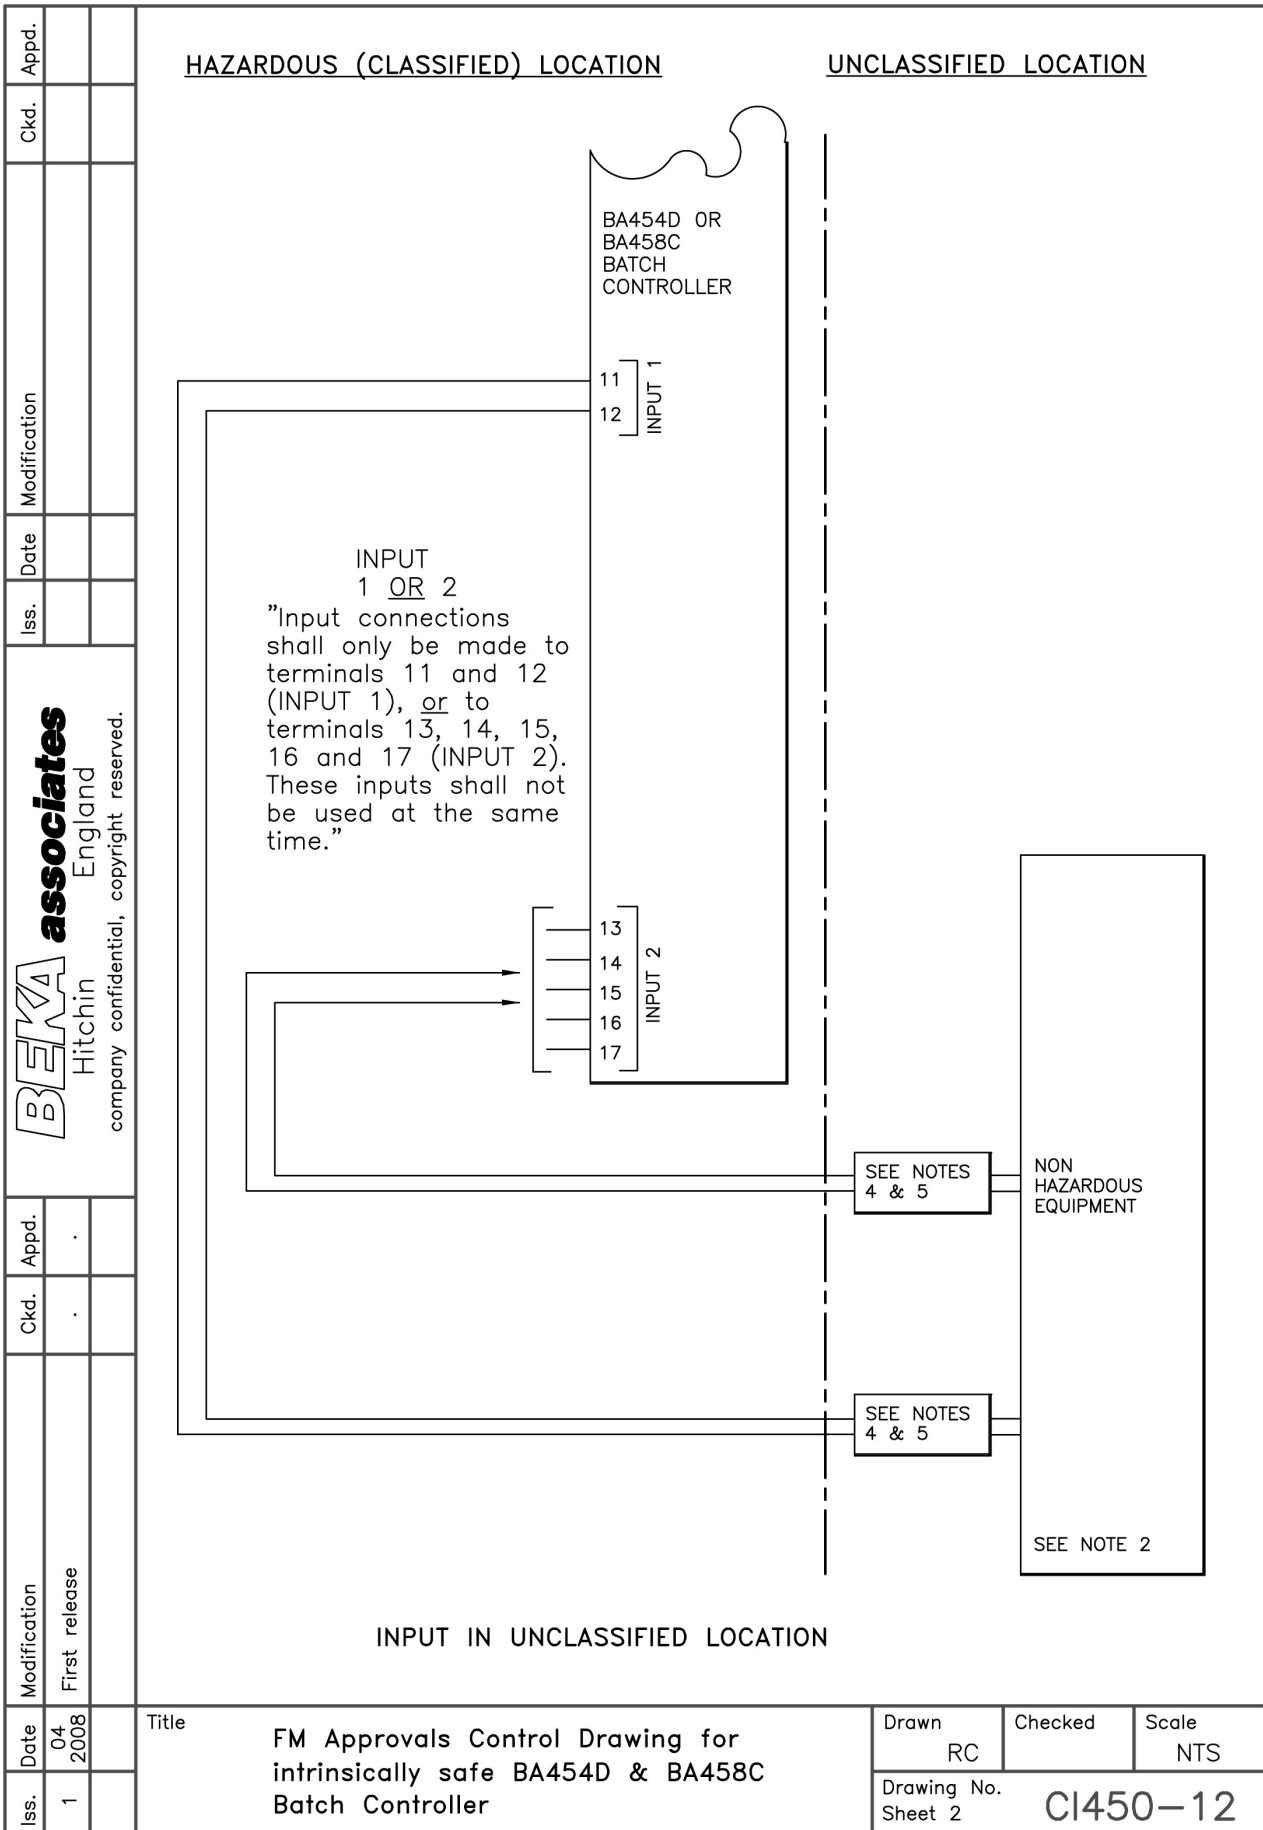 HAZARDOUS (CLASSIFIED) LOCATION
UNCLASSIFIED LOCATION
BA454D OR
BA458C
BATCH
CONTROLLER
11
12
INPUT 1
INPUT
1 OR 2
"Input connections
shall only be made to
terminals 11 and 12
(INPUT 1), or to
terminals 13, 14, 15,
16 and 17 (INPUT 2).
These inputs shall not
be used at the same
time."
13
14
15
16
17
INPUT 2
SEE NOTES
4 & 5
NON
HAZARDOUS
EQUIPMENT
SEE NOTES
4 & 5
SEE NOTE 2
INPUT IN UNCLASSIFIED LOCATION
Iss. Date Modification Ckd. Appd.
1 04 2008 First release . .
BEKA associates
Hitchin England
company confidential, copyright reserved.
Iss. Date Modification Ckd. Appd.
Title
FM Approvals Control Drawing for
intrinsically safe BA454D & BA458C
Batch Controller
Drawn
RC
Checked
Scale
NTS
Drawing No.
Sheet 2
CI450-12